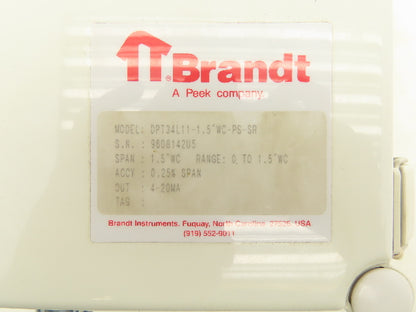 Brandt
A Peek company
MODEL: DPT34L11-1.5"WC-PS-SR
S.N. : 980814205
SPAN : 1.5"WC RANGE: 0 TO 1.5"WC
ACCY : 0.25% SPAN
OUT : 4-20MA
TAG :
Brandt Instruments. Fuquay, North Carolina. 27526. USA
(919) 552-9011